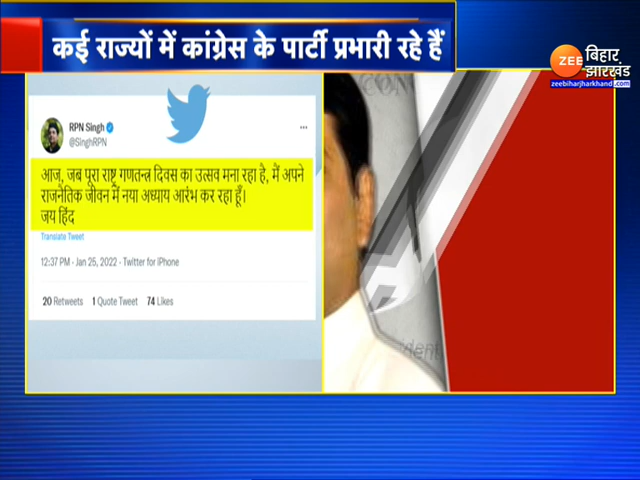 कई राज्यों में कांग्रेस के पार्टी प्रभारी रहे हैं
ZEE बिहार
झारखंड
zeebiharjharkhand.com
RPN Singh
@SinghRPN
आज, जब पूरा राष्ट्र गणतन्त्र दिवस का उत्सव मना रहा है, मैं अपने
राजनैतिक जीवन में नया अध्याय आरंभ कर रहा हूँ।
जय हिंद
Translate Tweet
12:37 PM · Jan 25, 2022 · Twitter for iPhone
20 Retweets 1 Quote Tweet 74 Likes